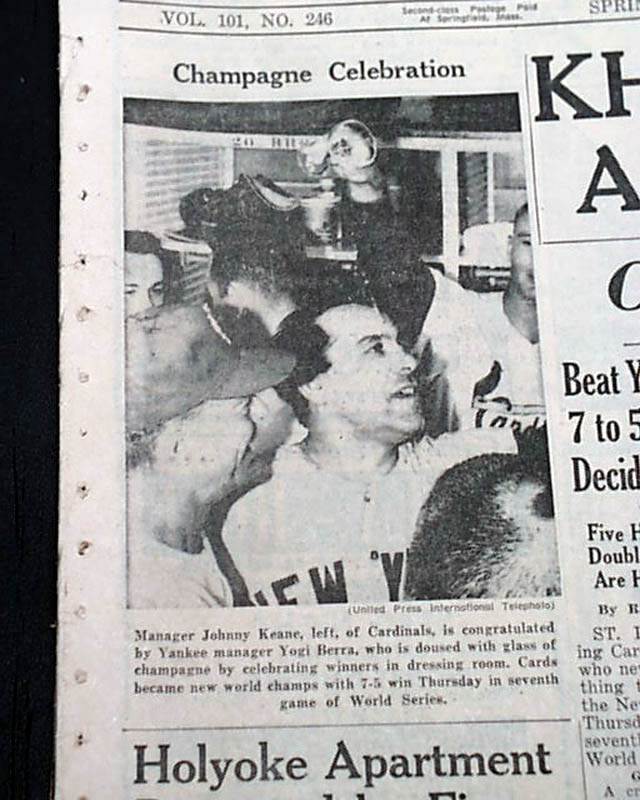 VOL. 101, NO. 246
Second-class Postage Paid
At Springfield, Mass.
SPRI
Champagne Celebration
KH
A
C
NEW Y
Card
(United Press International Telephoto)
Manager Johnny Keane, left, of Cardinals, is congratulated
by Yankee manager Yogi Berra, who is doused with glass of
champagne by celebrating winners in dressing room. Cards
became new world champs with 7-5 win Thursday in seventh
game of World Series.
Holyoke Apartment
Beat Y
7 to 5
Decid
Five H
Doubl
Are H
By R
ST. L
ing Car
who ne
thing t
the Ne
Thursd
seventh
World
A cr